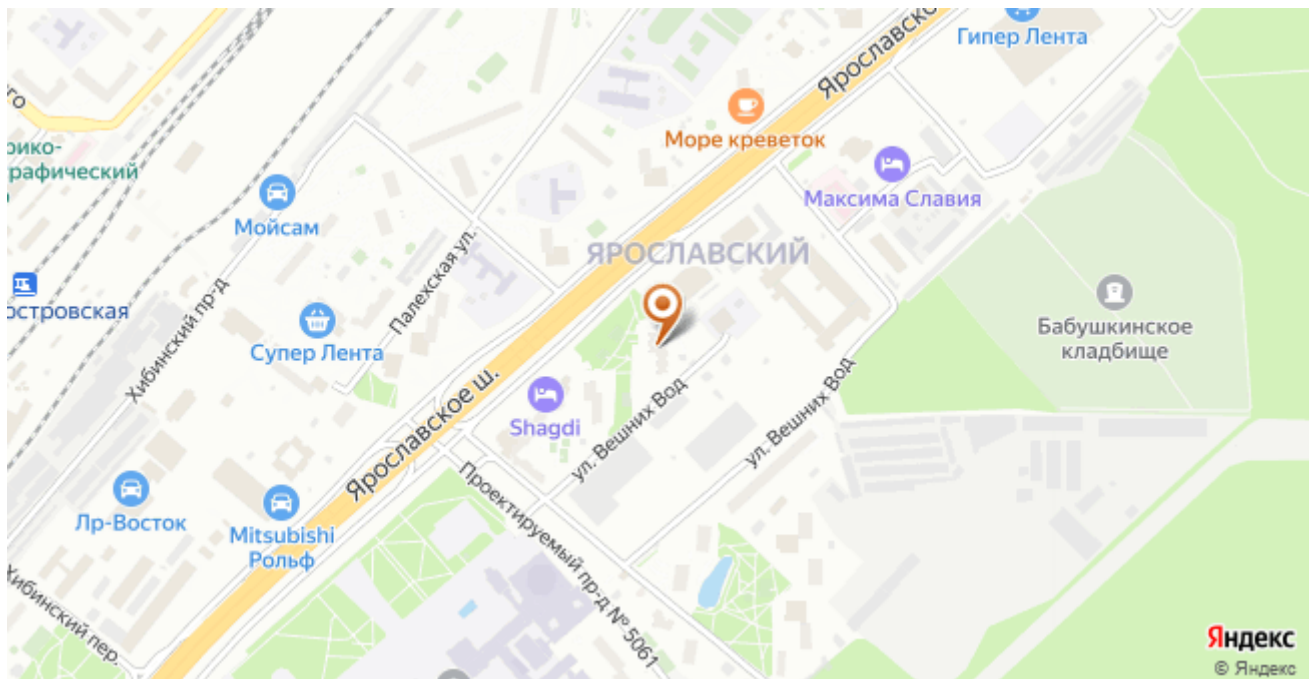 Гипер Лента
Ярославско
го
Море креветок
рико-
рафический
Максима Славия
Мойсам
ЯРОСЛАВСКИЙ
Палехская ул.
островская
Хибинский пр-д
Супер Лента
Бабушкинское
кладбище
Ярославское ш.
Shagdi
ул. Вешних Вод
ул. Вешних Вод
Лр-Восток
Mitsubishi
Рольф
Проектируемый пр-д № 5061
Хибинский пер.
Яндекс
© Яндекс